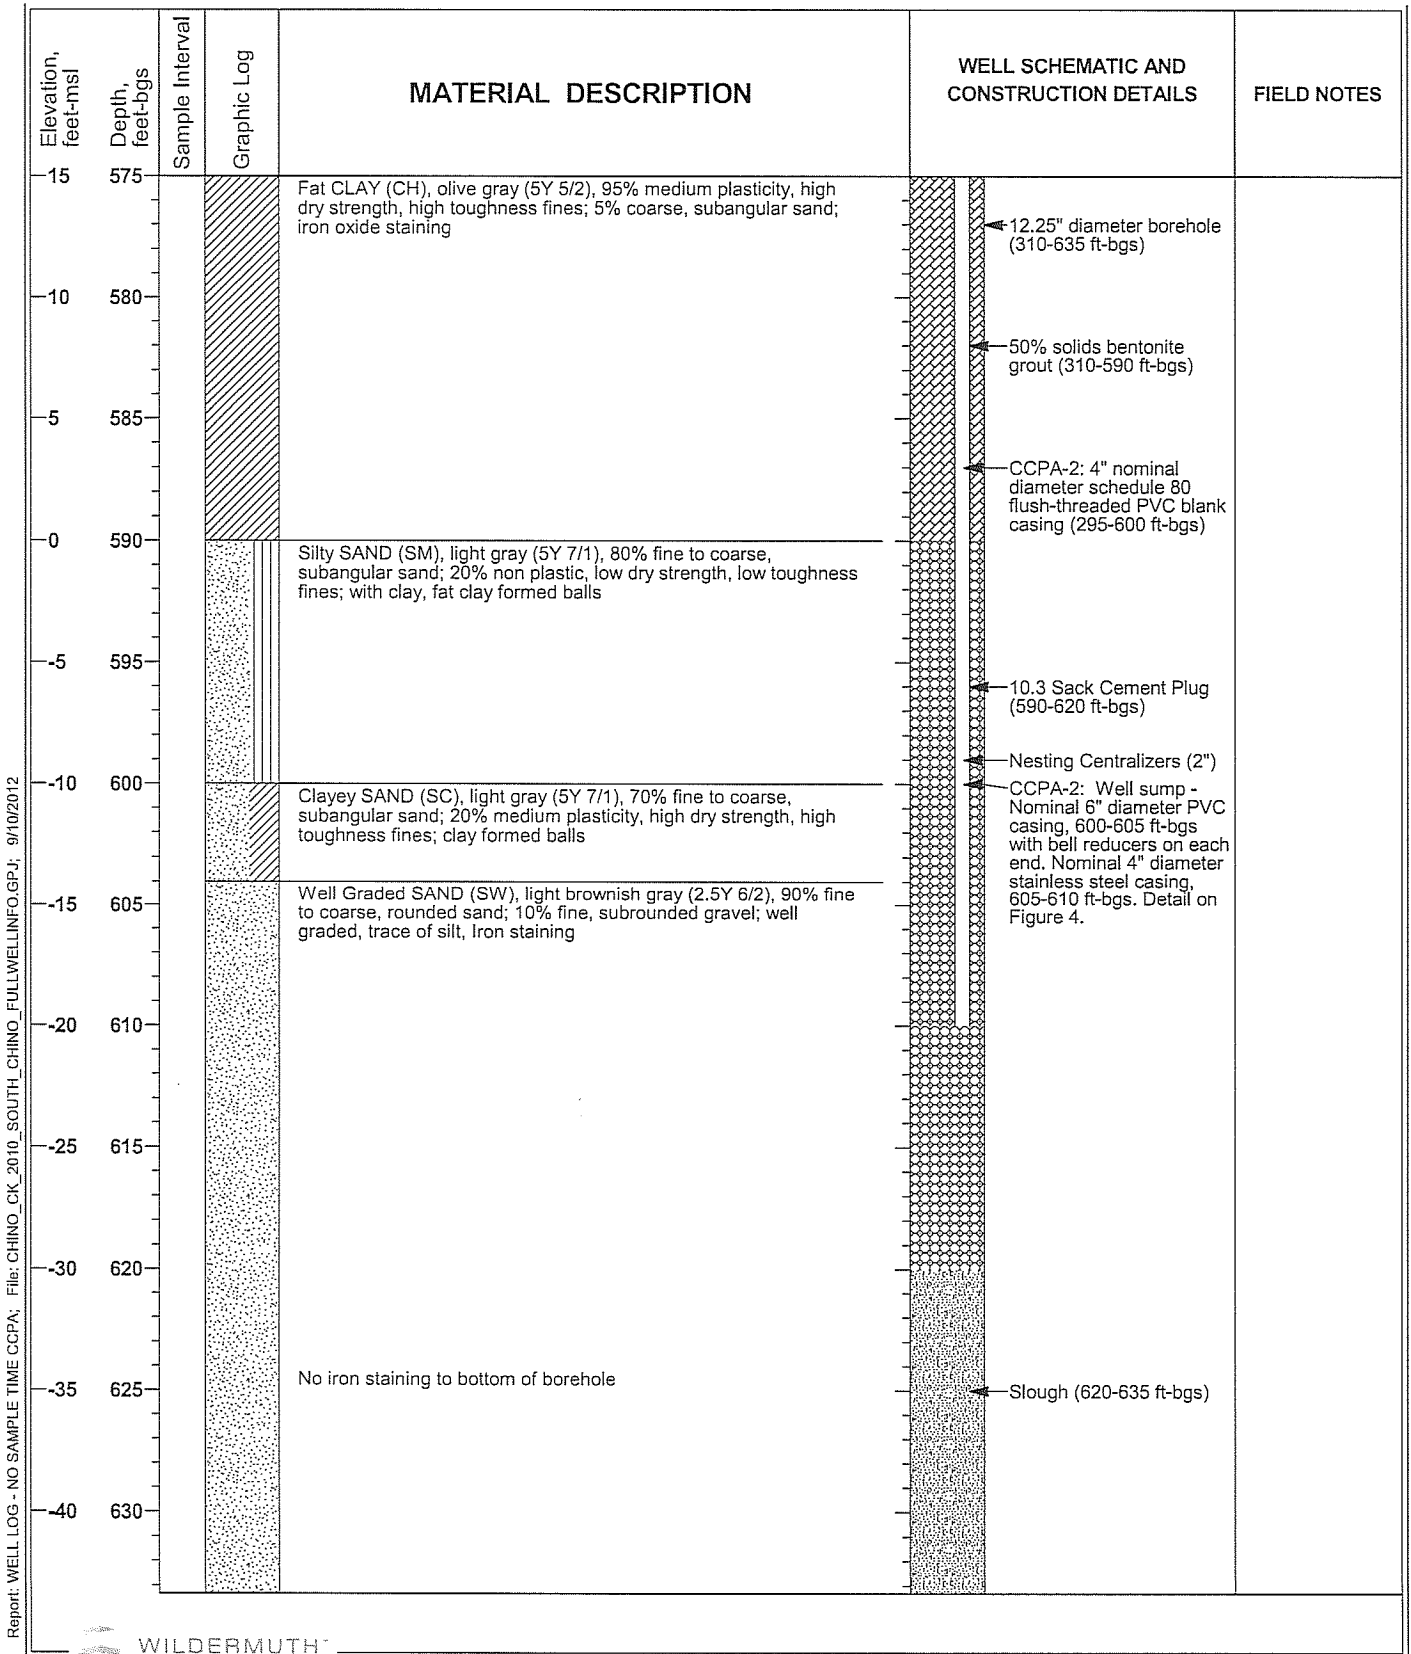 Elevation,
feet-msl
Depth,
feet-bgs
Sample Interval
Graphic Log
MATERIAL DESCRIPTION
WELL SCHEMATIC AND
CONSTRUCTION DETAILS
FIELD NOTES
15 575
Fat CLAY (CH), olive gray (5Y 5/2), 95% medium plasticity, high
dry strength, high toughness fines; 5% coarse, subangular sand;
iron oxide staining
12.25" diameter borehole
(310-635 ft-bgs)
10 580
50% solids bentonite
grout (310-590 ft-bgs)
5 585
CCPA-2: 4" nominal
diameter schedule 80
flush-threaded PVC blank
casing (295-600 ft-bgs)
0 590
Silty SAND (SM), light gray (5Y 7/1), 80% fine to coarse,
subangular sand; 20% non plastic, low dry strength, low toughness
fines; with clay, fat clay formed balls
-5 595
10.3 Sack Cement Plug
(590-620 ft-bgs)
Nesting Centralizers (2")
-10 600
Clayey SAND (SC), light gray (5Y 7/1), 70% fine to coarse,
subangular sand; 20% medium plasticity, high dry strength, high
toughness fines; clay formed balls
CCPA-2: Well sump -
Nominal 6" diameter PVC
casing, 600-605 ft-bgs
with bell reducers on each
end. Nominal 4" diameter
stainless steel casing,
605-610 ft-bgs. Detail on
Figure 4.
-15 605
Well Graded SAND (SW), light brownish gray (2.5Y 6/2), 90% fine
to coarse, rounded sand; 10% fine, subrounded gravel; well
graded, trace of silt, Iron staining
-20 610
-25 615
-30 620
-35 625
No iron staining to bottom of borehole
Slough (620-635 ft-bgs)
-40 630
Report: WELL LOG - NO SAMPLE TIME CCPA; File: CHINO_CK_2010_SOUTH_CHINO_FULLWELLINFO.GPJ; 9/10/2012
WILDERMUTH